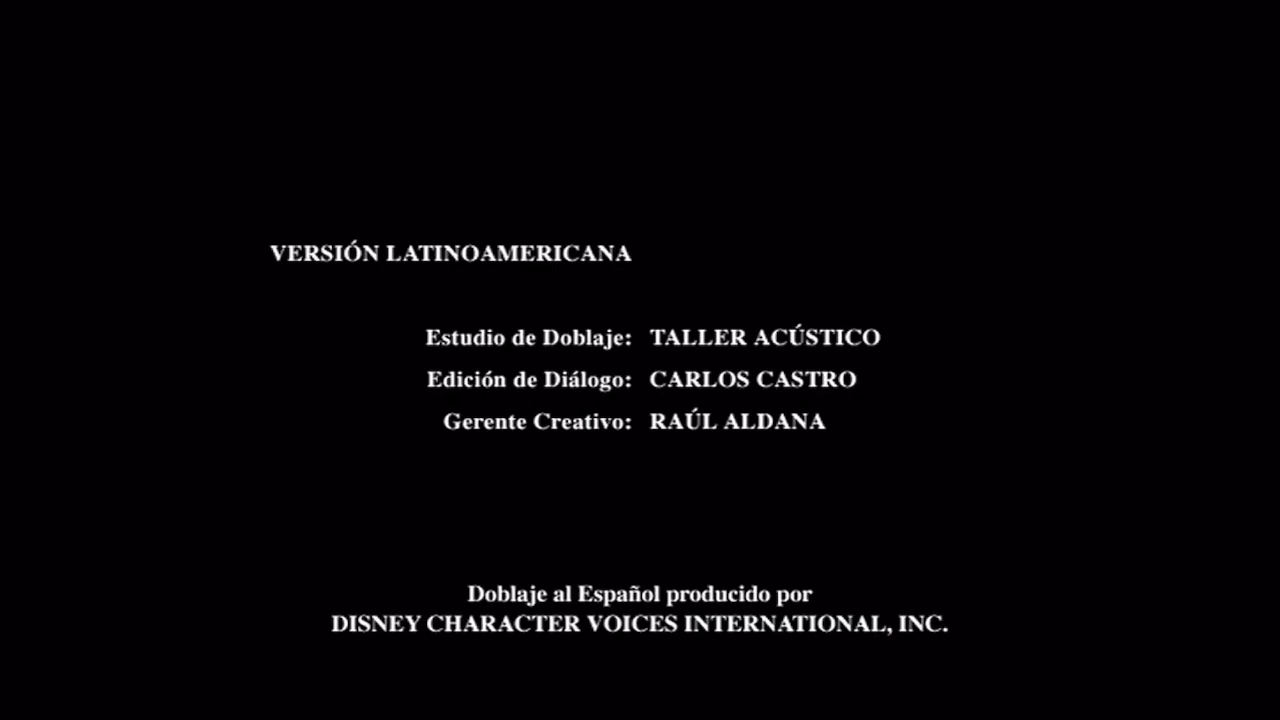 VERSIÓN LATINOAMERICANA
Estudio de Doblaje: TALLER ACÚSTICO
Edición de Diálogo: CARLOS CASTRO
Gerente Creativo: RAÚL ALDANA
Doblaje al Español producido por
DISNEY CHARACTER VOICES INTERNATIONAL, INC.